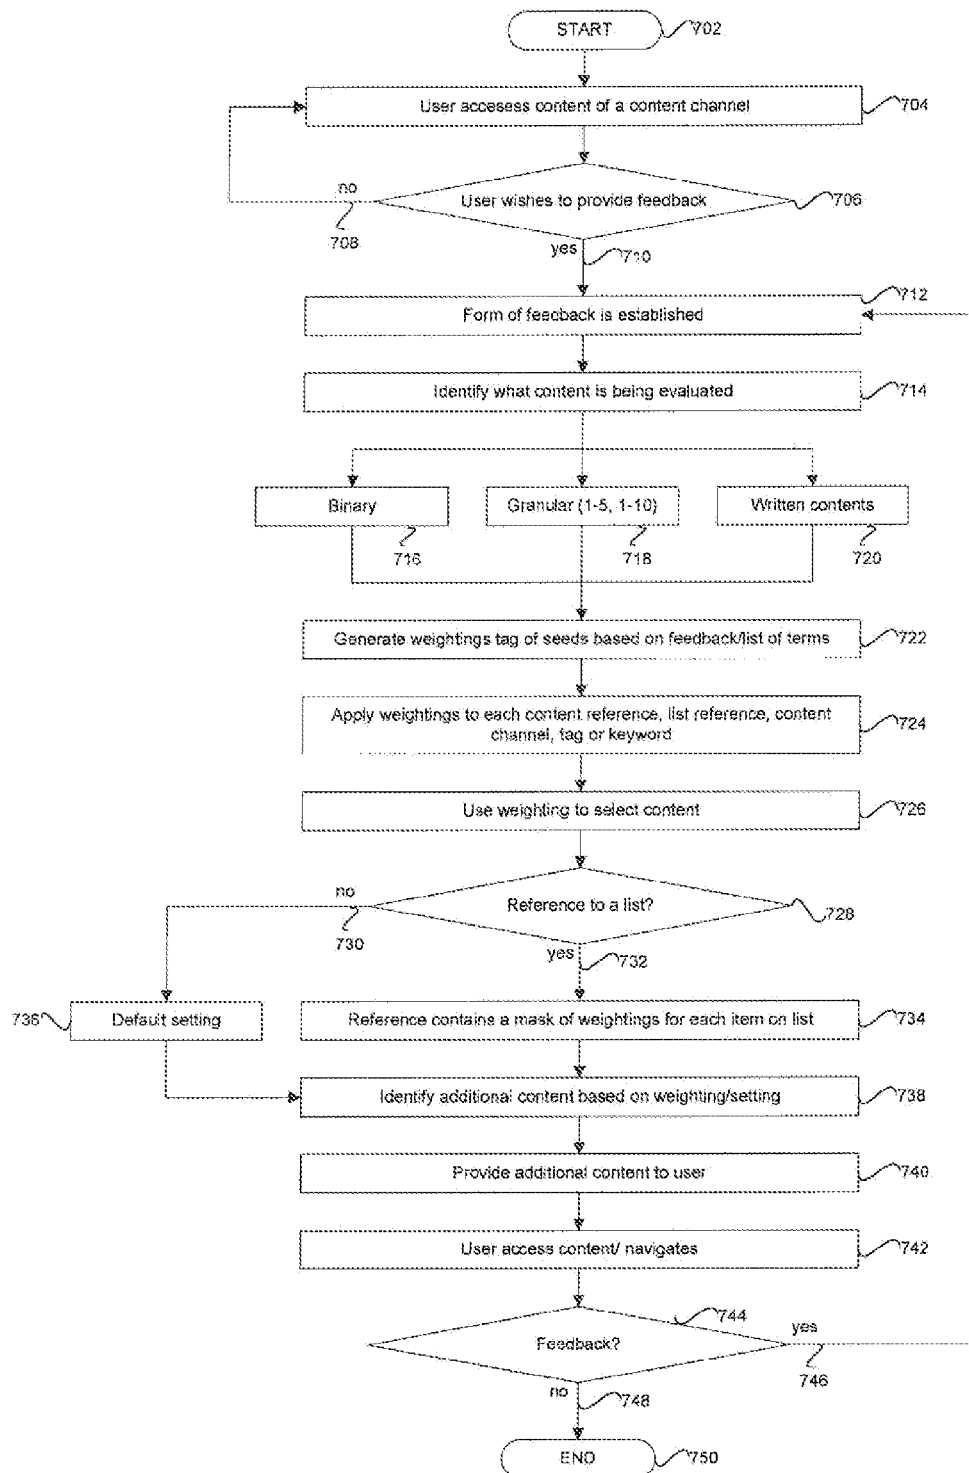 START
702
User accesess content of a content channel
704
no
User wishes to provide feedback
706
708
yes
710
712
Form of feedback is established
Identify what content is being evaluated
714
Binary
Granular (1-5, 1-10)
Written contents
716
718
720
Generate weightings tag of seeds based on feedback/list of terms
722
Apply weightings to each content reference, list reference, content
channel, tag or keyword
724
Use weighting to select content
726
no
Reference to a list?
728
730
yes
732
736
Default setting
Reference contains a mask of weightings for each item on list
734
Identify additional content based on weighting/setting
738
Provide additional content to user
740
User access content/ navigates
742
744
Feedback?
yes
746
no
748
END
750